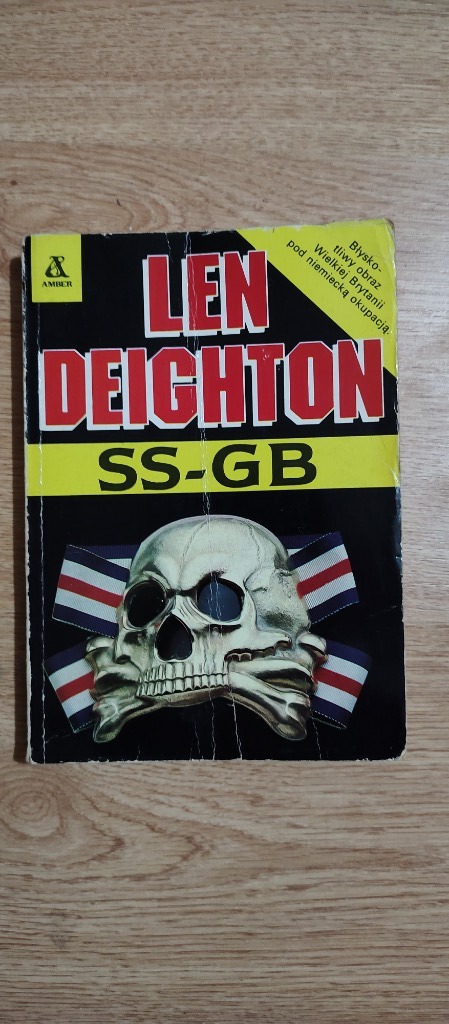 AMBER
Błysko-
tliwy obraz
Wielkiej Brytanii
pod niemiecką okupacją
LEN
DEIGHTON
SS-GB